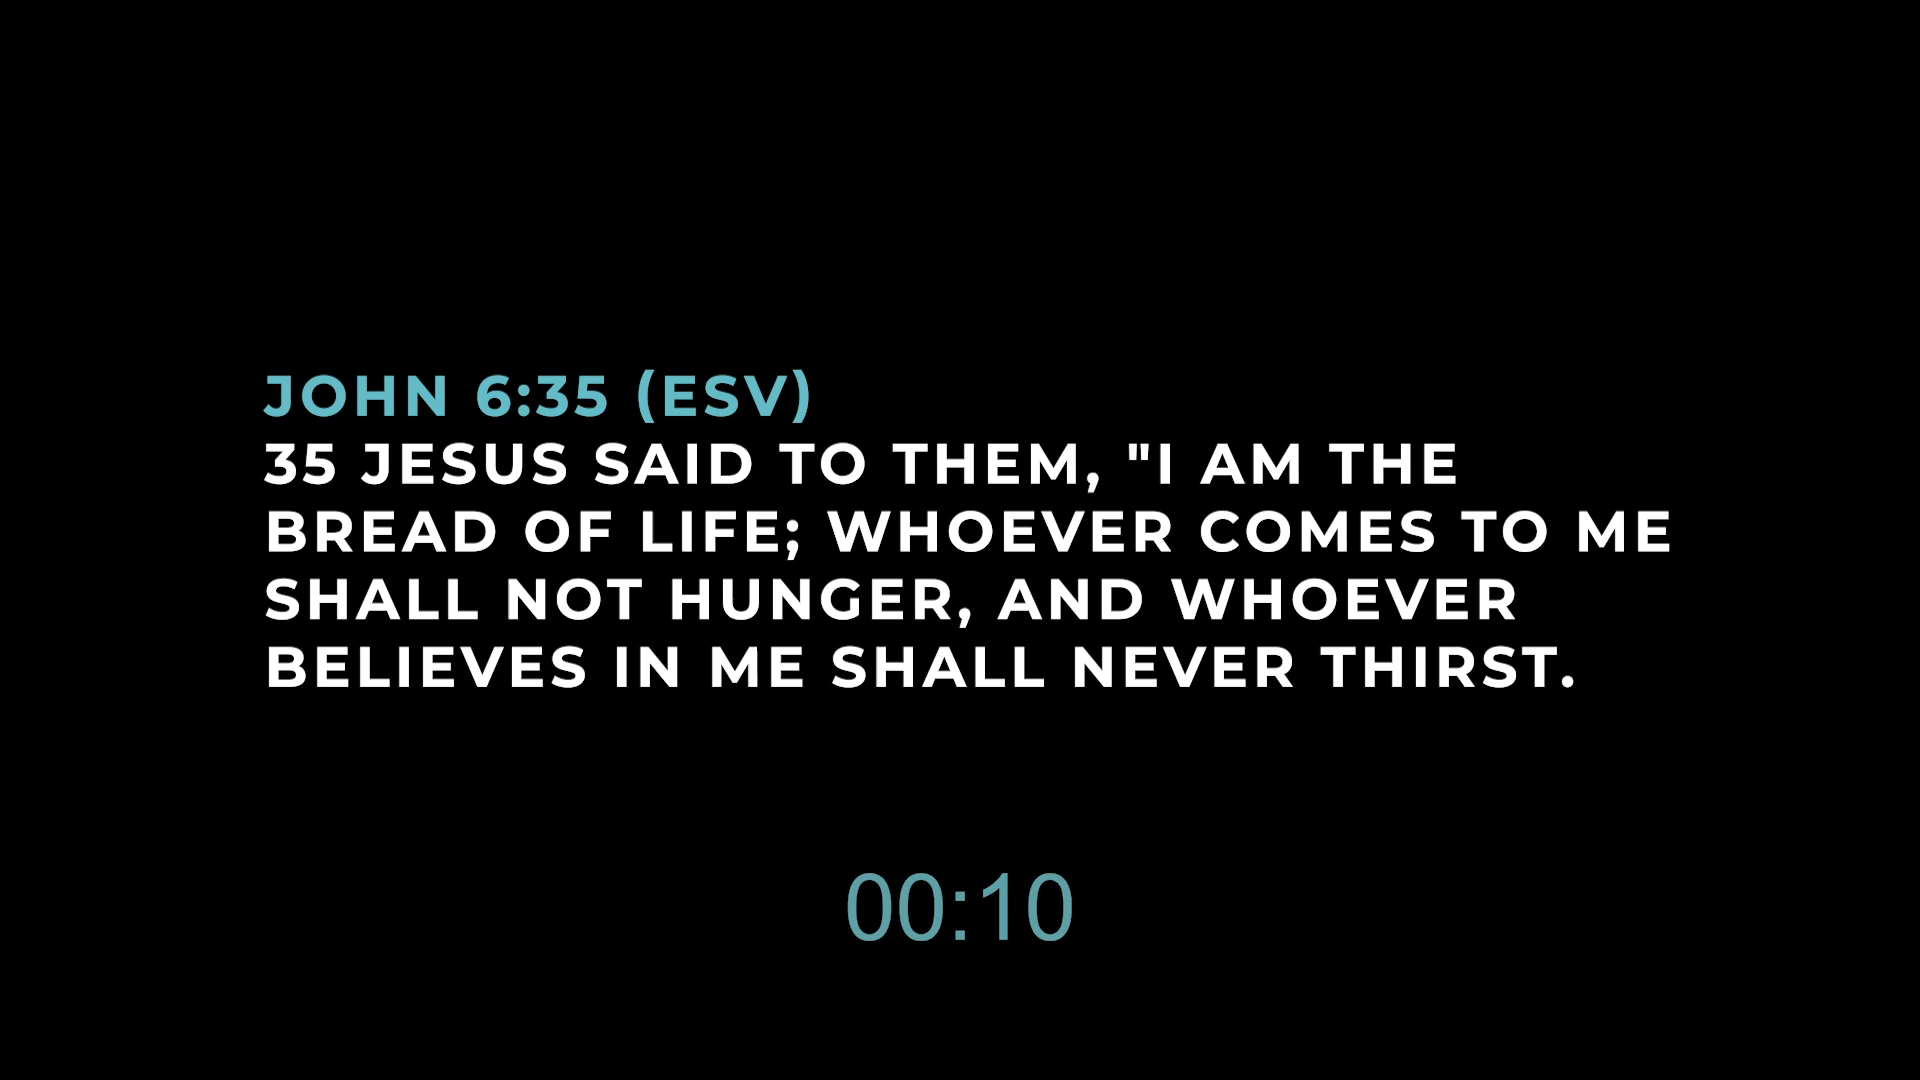 JOHN 6:35 (ESV)
35 JESUS SAID TO THEM, "I AM THE
BREAD OF LIFE; WHOEVER COMES TO ME
SHALL NOT HUNGER, AND WHOEVER
BELIEVES IN ME SHALL NEVER THIRST.
00:10